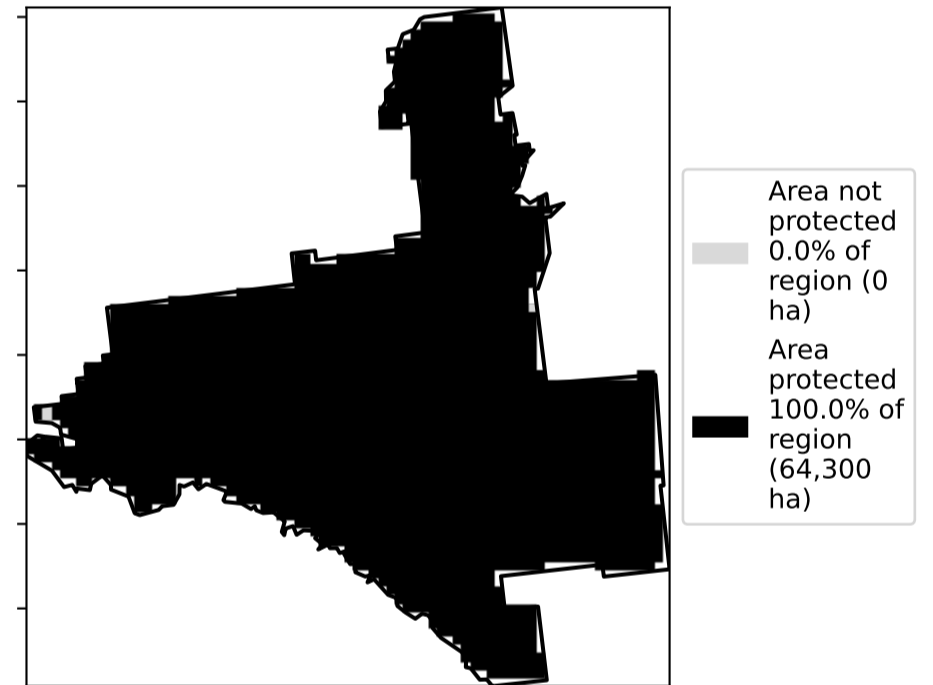 Area not
protected
0.0% of
region (0
ha)
Area
protected
100.0% of
region
(64,300
ha)